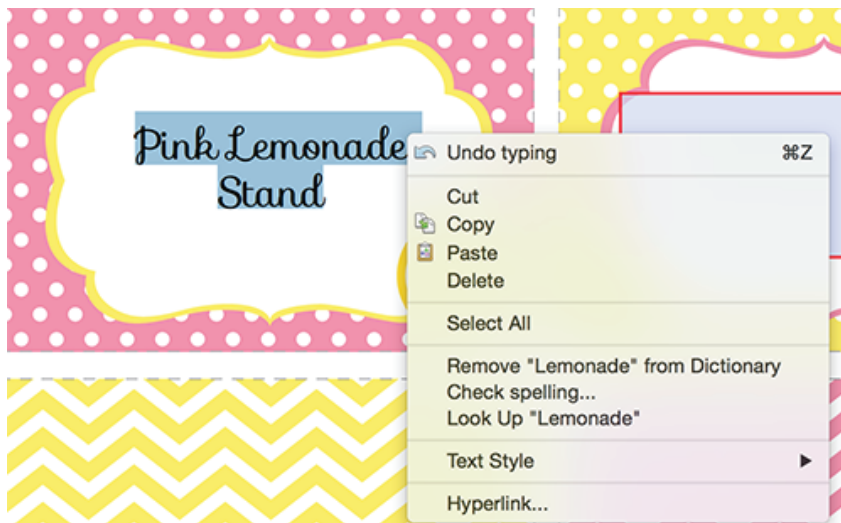 Pink Lemonade
Stand
Undo typing ⌘Z
Cut
Copy
Paste
Delete
Select All
Remove "Lemonade" from Dictionary
Check spelling...
Look Up "Lemonade"
Text Style ▶
Hyperlink...